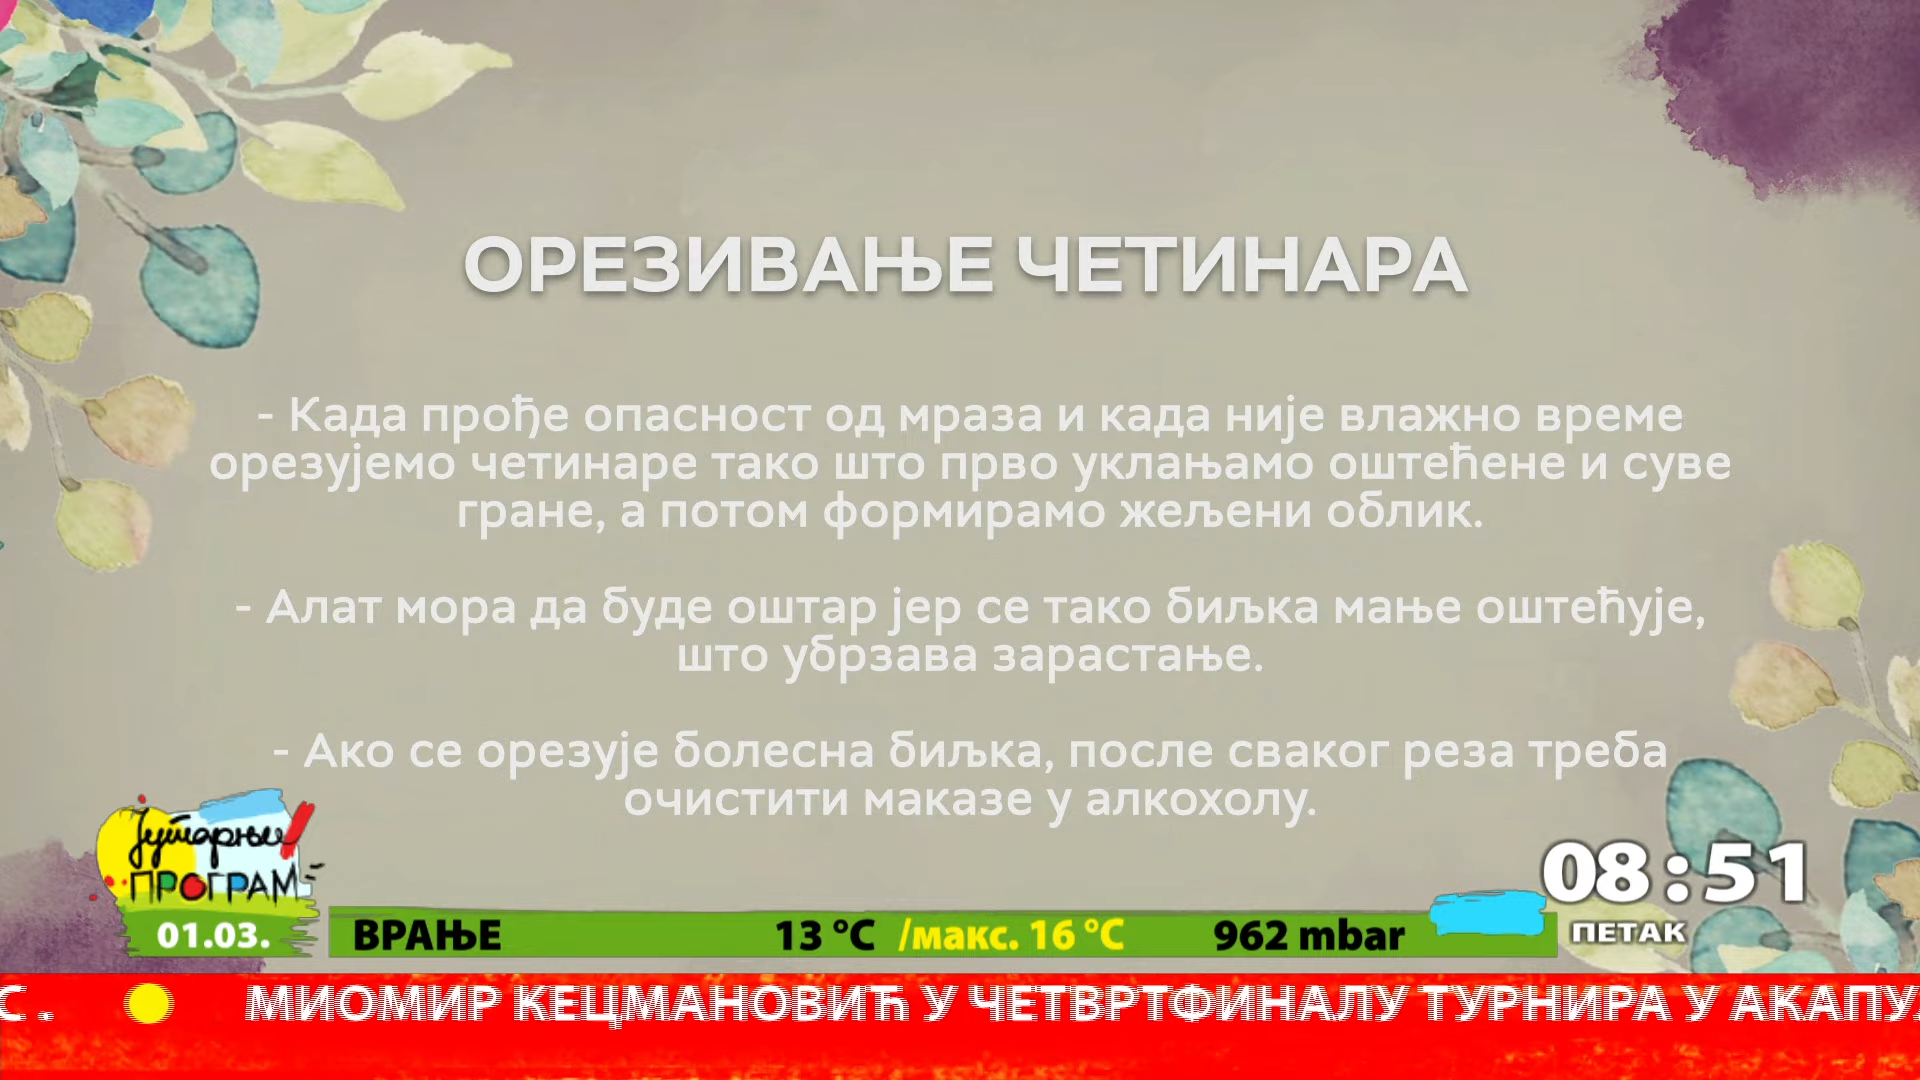 ОРЕЗИВАЊЕ ЧЕТИНАРА
- Када прође опасност од мраза и када није влажно време
орезујемо четинаре тако што прво уклањамо оштећене и суве
гране, а потом формирамо жељени облик.
- Алат мора да буде оштар јер се тако биљка мање оштећује,
што убрзава зарастање.
- Ако се орезује болесна биљка, после сваког реза треба
очистити маказе у алкохолу.
Јутарњи
ПРОГРАМ
01.03.
ВРАЊЕ 13 °C /макс. 16 °C 962 mbar
08:51
ПЕТАК
С . МИОМИР КЕЦМАНОВИЋ У ЧЕТВРТФИНАЛУ ТУРНИРА У АКАПУ